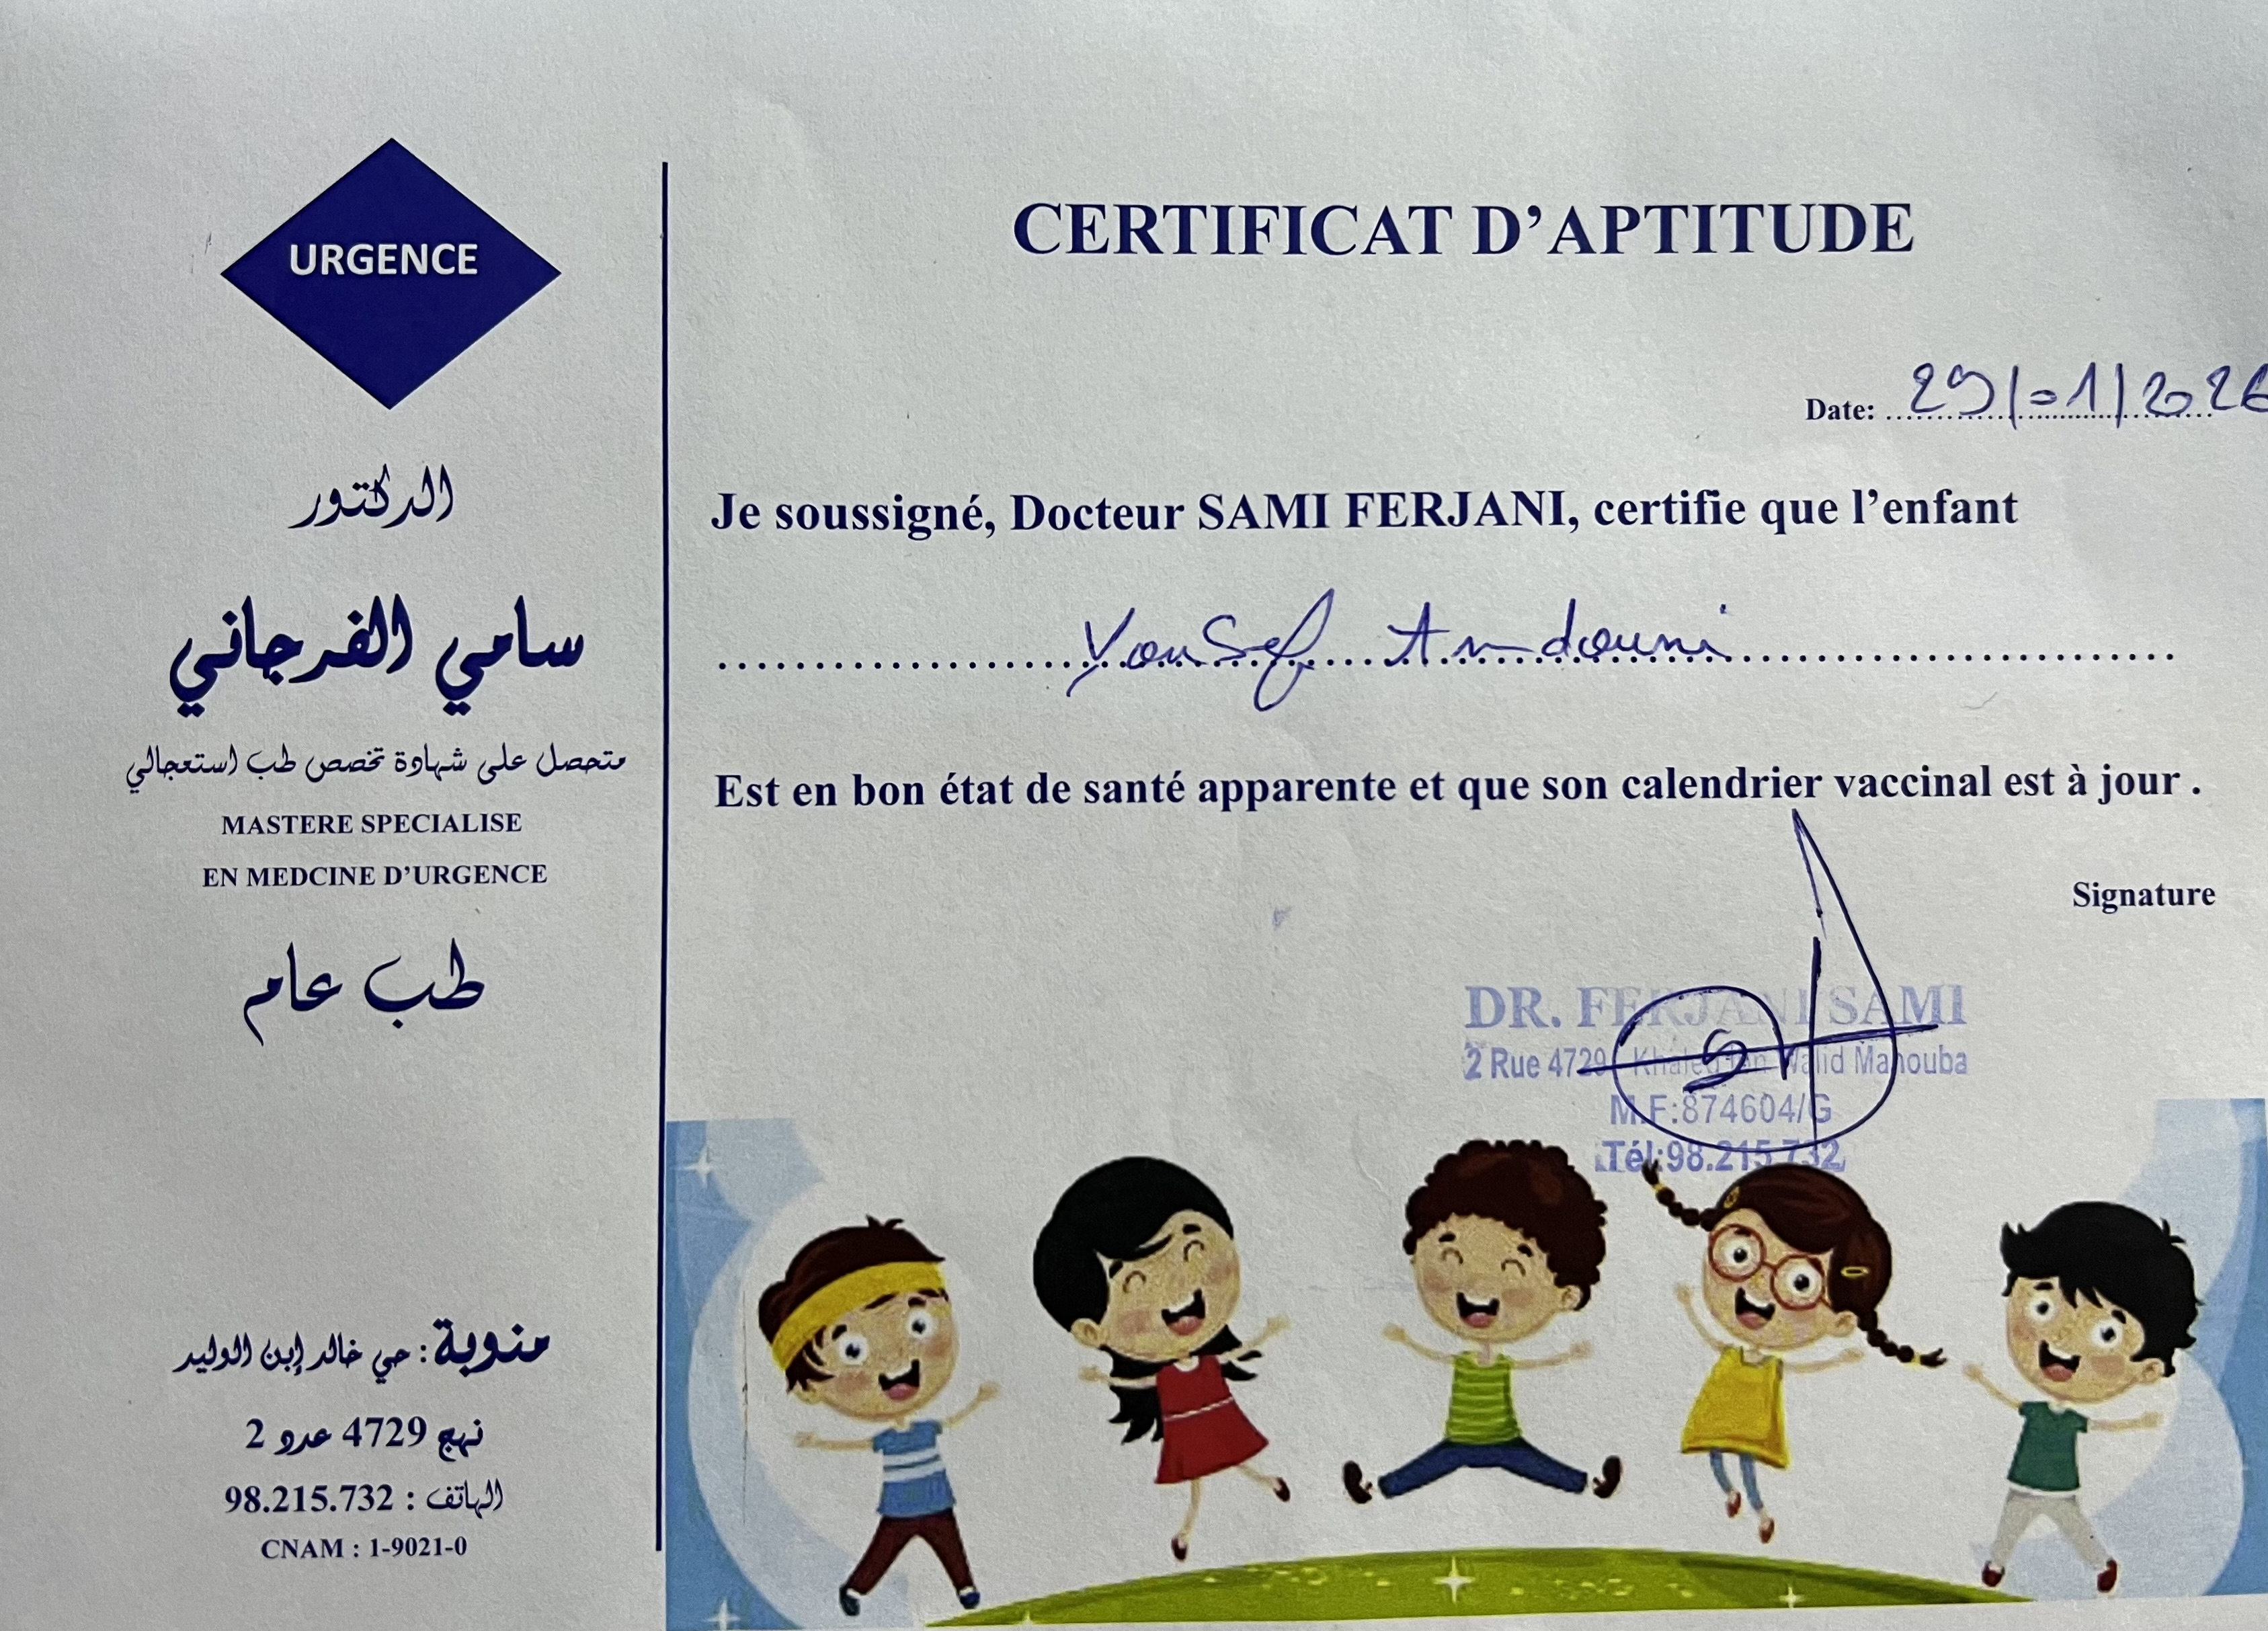 URGENCE
الدكتور
سامي الفرجاني
متحصل على شهادة تخصص طب استعجالي
MASTERE SPECIALISE
EN MEDCINE D'URGENCE
طب عام
منوبة : حي خالد إبن الوليد
نهج 4729 عدد 2
الهاتف : 98.215.732
CNAM : 1-9021-0
CERTIFICAT D'APTITUDE
Date: 29/01/2026
Je soussigné, Docteur SAMI FERJANI, certifie que l'enfant
Youssef Amdouni
Est en bon état de santé apparente et que son calendrier vaccinal est à jour .
Signature
DR. FERJANI SAMI
2 Rue 4729 Khaled Walid Manouba
M.F:874604/G
Tél:98.215.732